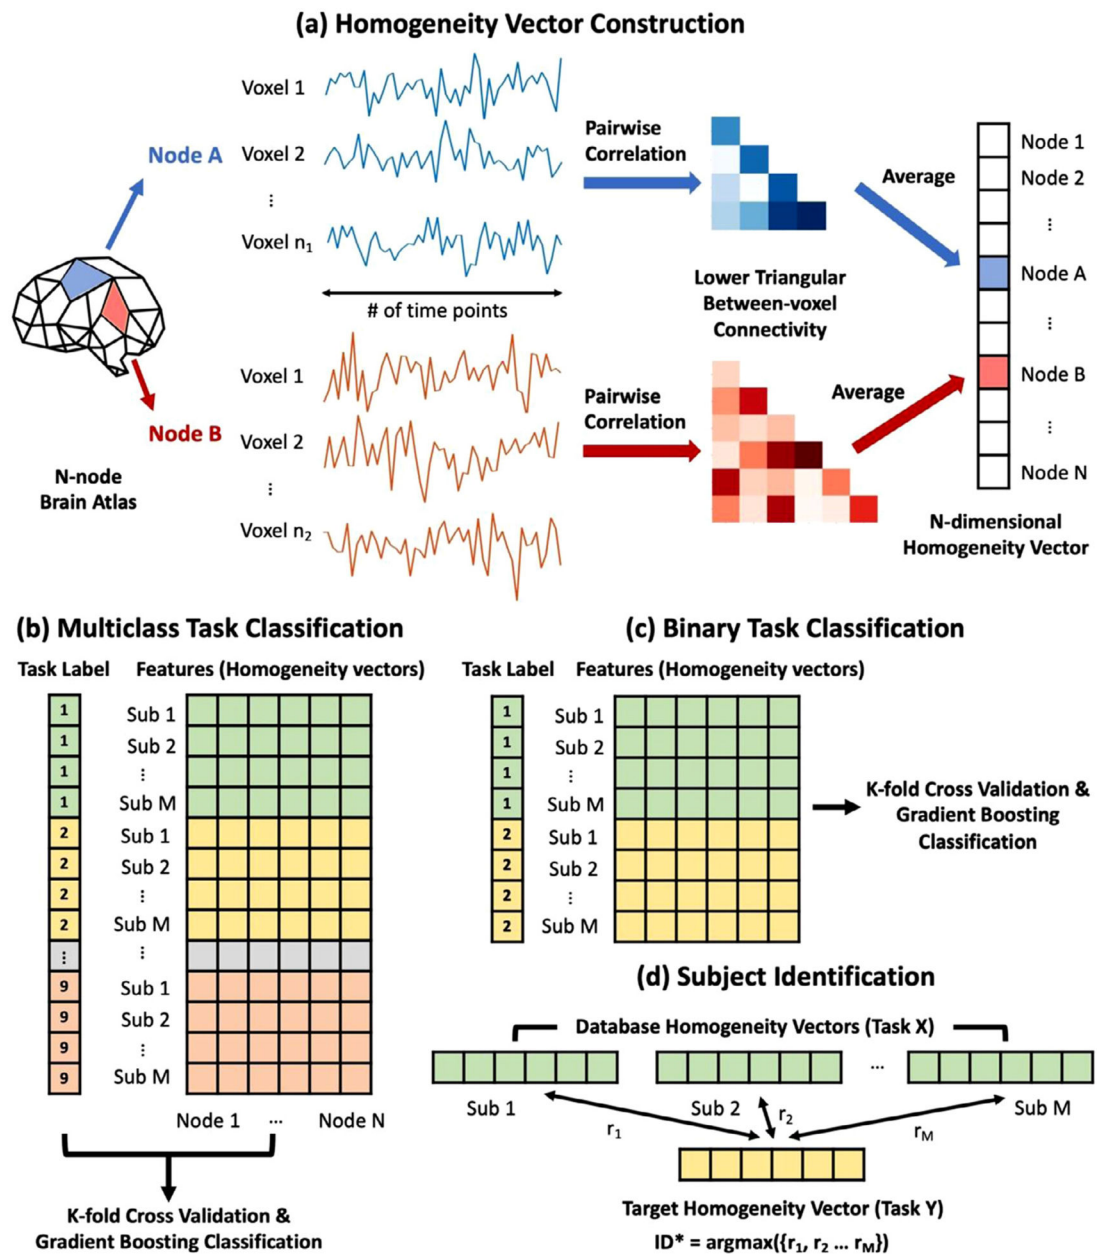 (a) Homogeneity Vector Construction
Voxel 1
Voxel 2
⋮
Voxel n₁
Node A
# of time points
Pairwise
Correlation
Lower Triangular
Between-voxel
Connectivity
Average
Node B
N-node
Brain Atlas
Voxel 1
Voxel 2
⋮
Voxel n₂
Pairwise
Correlation
Average
Node 1
Node 2
⋮
Node A
⋮
Node B
⋮
Node N
N-dimensional
Homogeneity Vector
(b) Multiclass Task Classification
Task Label Features (Homogeneity vectors)
1 Sub 1
1 Sub 2
1 ⋮
1 Sub M
2 Sub 1
2 Sub 2
2 ⋮
2 Sub M
⋮ ⋮
9 Sub 1
9 Sub 2
9 ⋮
9 Sub M
Node 1 ... Node N
K-fold Cross Validation &
Gradient Boosting Classification
(c) Binary Task Classification
Task Label Features (Homogeneity vectors)
1 Sub 1
1 Sub 2
1 ⋮
1 Sub M
2 Sub 1
2 Sub 2
2 ⋮
2 Sub M
K-fold Cross Validation &
Gradient Boosting
Classification
(d) Subject Identification
Database Homogeneity Vectors (Task X)
...
Sub 1 Sub 2 Sub M
r₁ r₂ r_M
Target Homogeneity Vector (Task Y)
ID* = argmax({r₁, r₂ ... r_M})